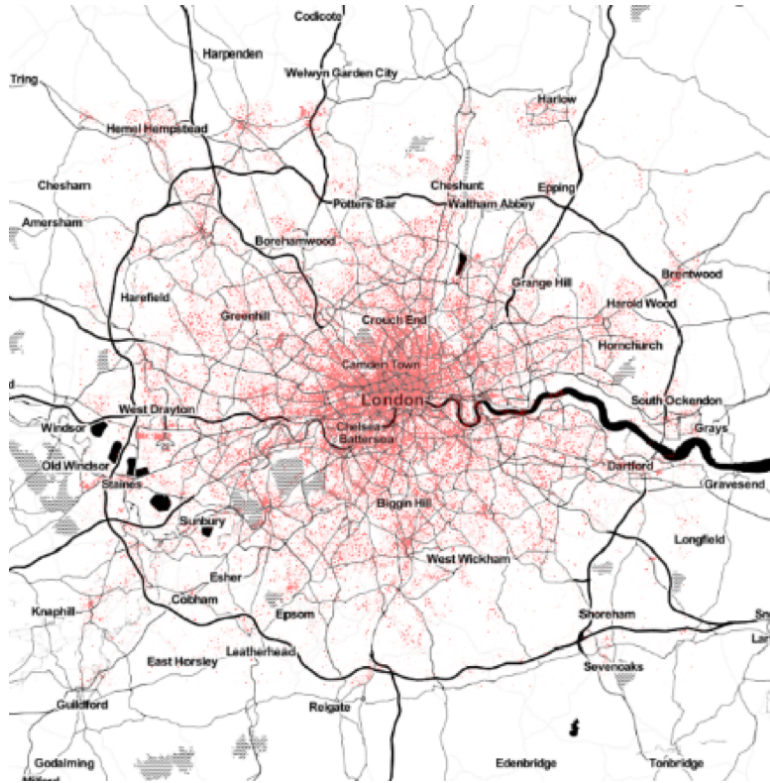 Codicote
Harpenden
Tring
Welwyn Garden City
Harlow
Hemel Hempstead
Chesham
Cheshunt
Epping
Potters Bar
Waltham Abbey
Amersham
Borehamwood
Brentwood
Grange Hill
Harefield
Harold Wood
Greenhill
Crouch End
Hornchurch
Camden Town
London
South Ockendon
West Drayton
Windsor
Chelsea
Grays
Battersea
Old Windsor
Dartford
Staines
Gravesend
Biggin Hill
Sunbury
Longfield
West Wickham
Esher
Cobham
Knaphill
Epsom
Shoreham
Leatherhead
East Horsley
Sevenoaks
Guildford
Reigate
Godalming
Edenbridge
Tonbridge